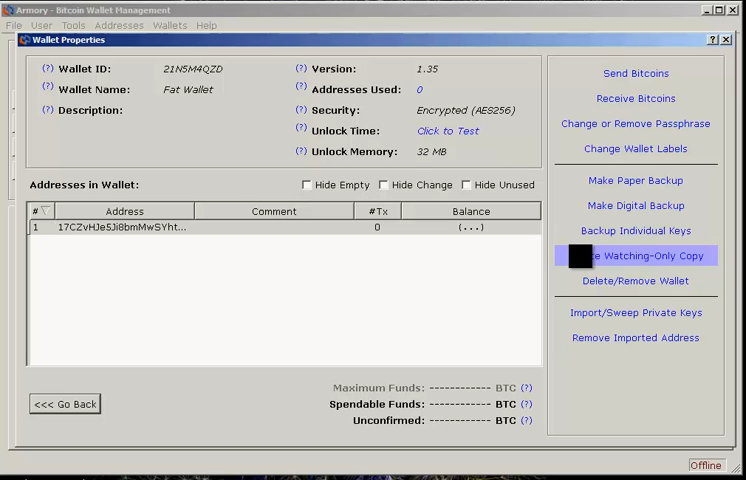 Armory - Bitcoin Wallet Management
File User Tools Addresses Wallets Help
Wallet Properties
(?) Wallet ID: 21N5M4QZD (?) Version: 1.35
(?) Wallet Name: Fat Wallet (?) Addresses Used: 0
(?) Description: (?) Security: Encrypted (AES256)
(?) Unlock Time: Click to Test
(?) Unlock Memory: 32 MB
Addresses in Wallet: Hide Empty Hide Change Hide Unused
# Address Comment #Tx Balance
1 17CZvHJe5Ji8bmMwSYht... 0 (...)
<<< Go Back
Maximum Funds: ------------ BTC (?)
Spendable Funds: ------------ BTC (?)
Unconfirmed: ------------ BTC (?)
Send Bitcoins
Receive Bitcoins
Change or Remove Passphrase
Change Wallet Labels
Make Paper Backup
Make Digital Backup
Backup Individual Keys
Watching-Only Copy
Delete/Remove Wallet
Import/Sweep Private Keys
Remove Imported Address
Offline